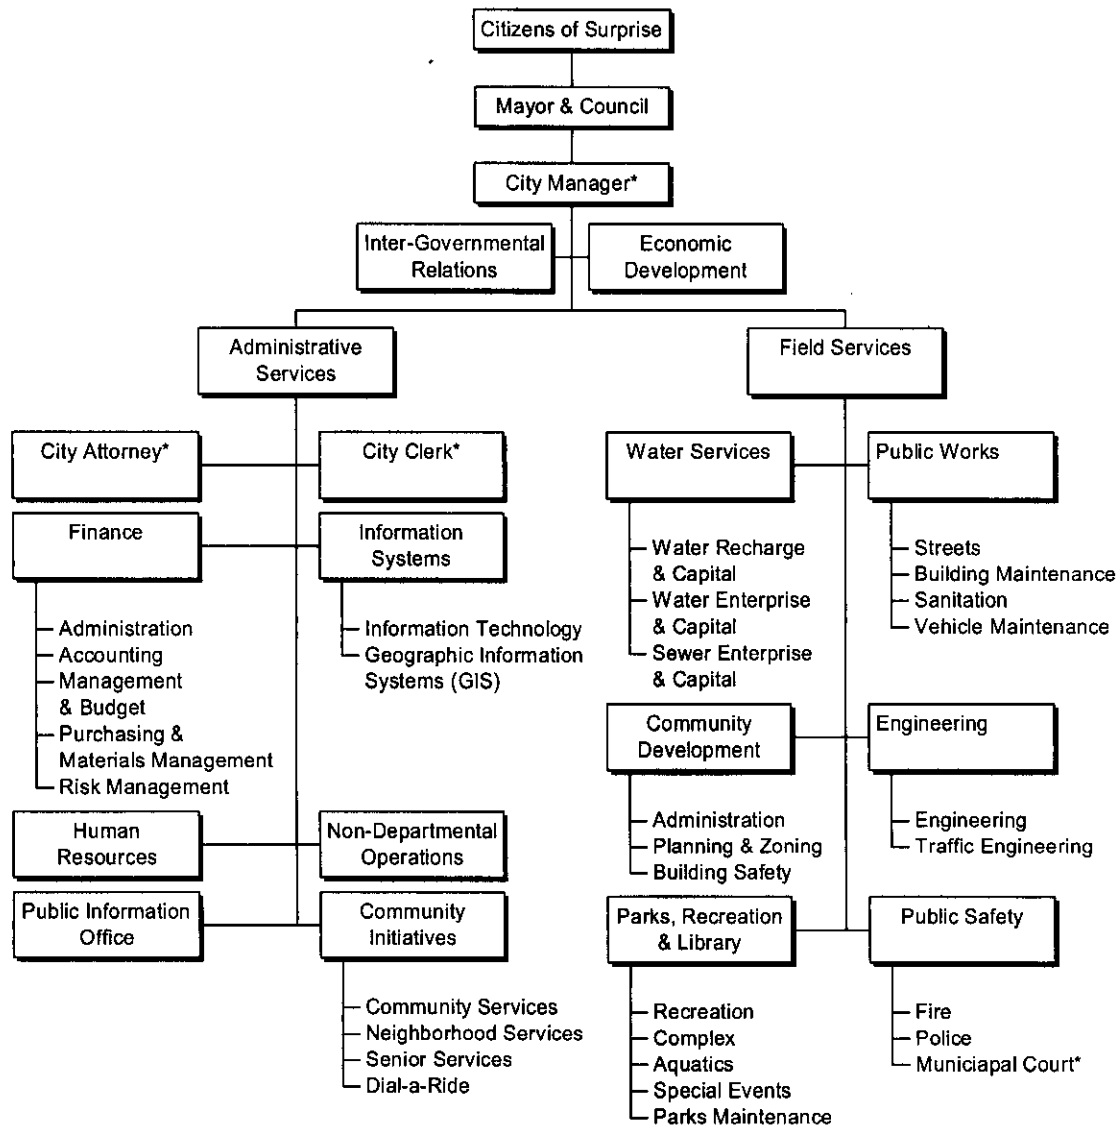 Citizens of Surprise
Mayor & Council
City Manager*
Inter-Governmental
Relations
Economic
Development
Administrative
Services
Field Services
City Attorney*
City Clerk*
Finance
Information
Systems
Administration
Accounting
Management
& Budget
Purchasing &
Materials Management
Risk Management
Information Technology
Geographic Information
Systems (GIS)
Human
Resources
Non-Departmental
Operations
Public Information
Office
Community
Initiatives
Community Services
Neighborhood Services
Senior Services
Dial-a-Ride
Water Services
Public Works
Water Recharge
& Capital
Water Enterprise
& Capital
Sewer Enterprise
& Capital
Streets
Building Maintenance
Sanitation
Vehicle Maintenance
Community
Development
Engineering
Administration
Planning & Zoning
Building Safety
Engineering
Traffic Engineering
Parks, Recreation
& Library
Public Safety
Recreation
Complex
Aquatics
Special Events
Parks Maintenance
Fire
Police
Municiapal Court*